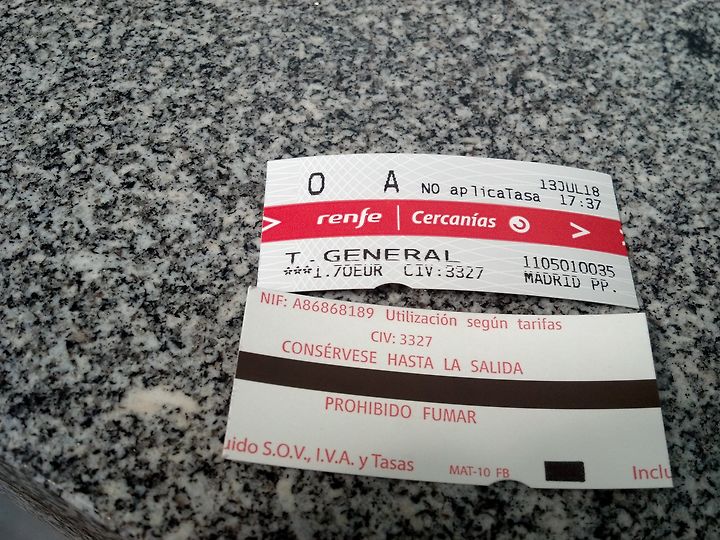 0 A NO aplicaTasa 13JUL18
17:37
> renfe | Cercanías >
T. GENERAL 1105010035
***1.70EUR CIV:3327 MADRID PP.
NIF: A86868189 Utilización según tarifas
CIV: 3327
CONSÉRVESE HASTA LA SALIDA
PROHIBIDO FUMAR
uido S.O.V., I.V.A. y Tasas MAT-10 FB Inclu